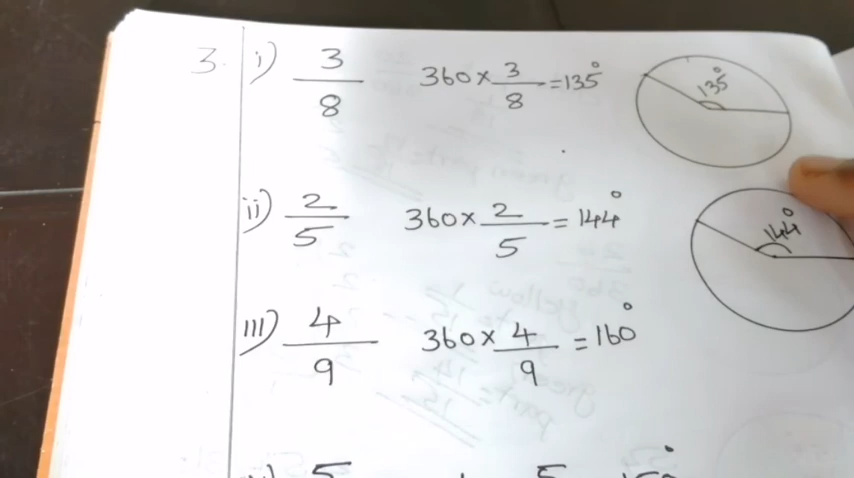 3. i) 3/8 360 × 3/8 = 135° 135°
ii) 2/5 360 × 2/5 = 144° 144°
iii) 4/9 360 × 4/9 = 160°